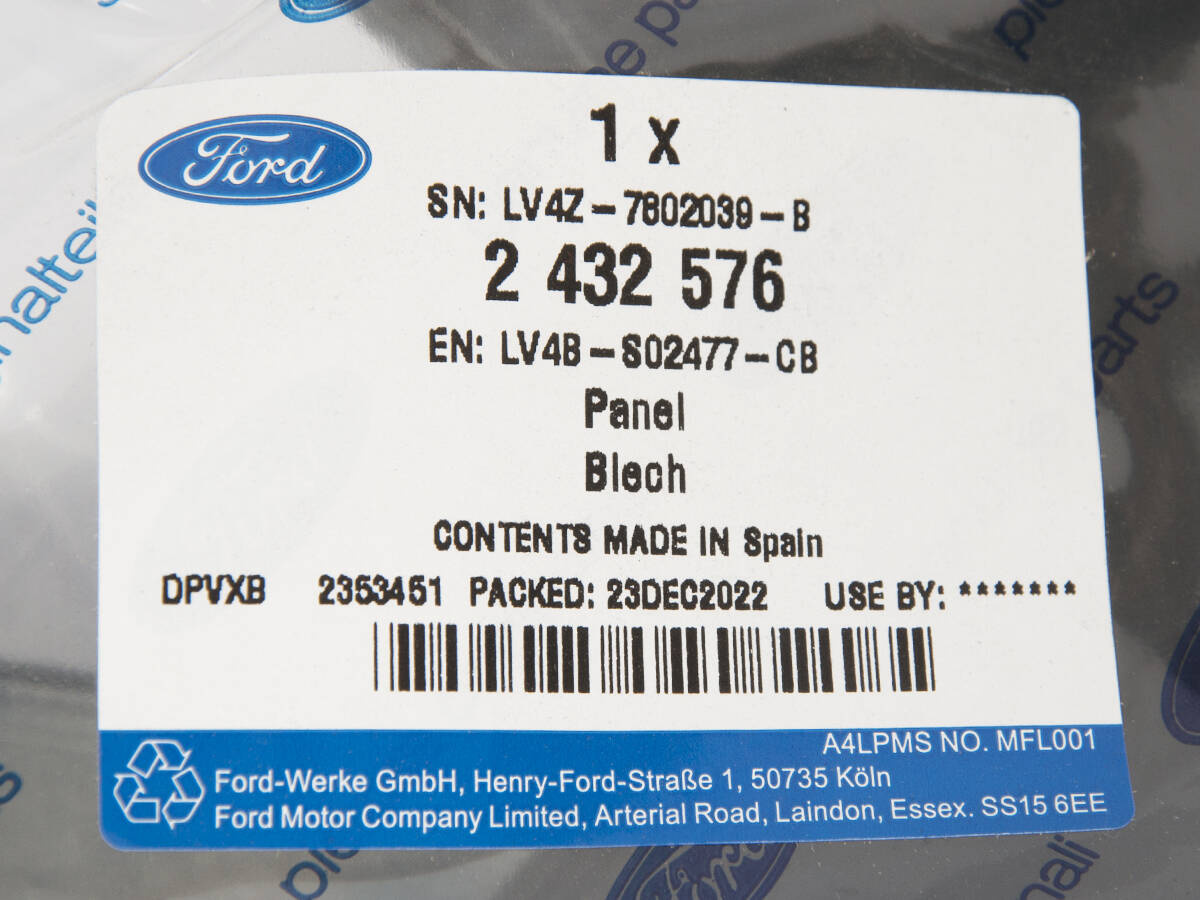 Ford
1 x
SN: LV4Z-7802039-B
2 432 576
EN: LV4B-S02477-CB
Panel
Blech
CONTENTS MADE IN Spain
DPVXB 2353451 PACKED: 23DEC2022 USE BY: *******
A4LPMS NO. MFL001
Ford-Werke GmbH, Henry-Ford-Straße 1, 50735 Köln
Ford Motor Company Limited, Arterial Road, Laindon, Essex. SS15 6EE
parts
Ford